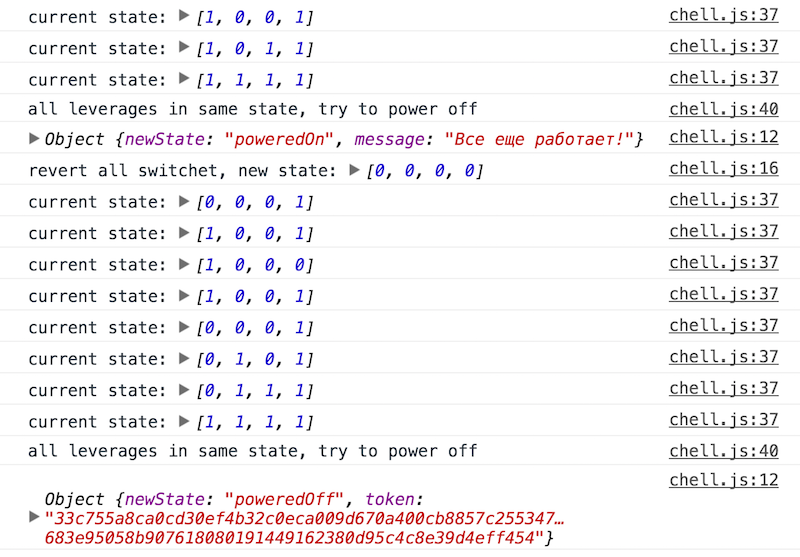 current state: ▶ [1, 0, 0, 1] chell.js:37
current state: ▶ [1, 0, 1, 1] chell.js:37
current state: ▶ [1, 1, 1, 1] chell.js:37
all leverages in same state, try to power off chell.js:40
▶ Object {newState: "poweredOn", message: "Все еще работает!"} chell.js:12
revert all switchet, new state: ▶ [0, 0, 0, 0] chell.js:16
current state: ▶ [0, 0, 0, 1] chell.js:37
current state: ▶ [1, 0, 0, 1] chell.js:37
current state: ▶ [1, 0, 0, 0] chell.js:37
current state: ▶ [1, 0, 0, 1] chell.js:37
current state: ▶ [0, 0, 0, 1] chell.js:37
current state: ▶ [0, 1, 0, 1] chell.js:37
current state: ▶ [0, 1, 1, 1] chell.js:37
current state: ▶ [1, 1, 1, 1] chell.js:37
all leverages in same state, try to power off chell.js:40
chell.js:12
Object {newState: "poweredOff", token:
▶ "33c755a8ca0cd30ef4b32c0eca009d670a400cb8857c255347…
683e95058b907618080191449162380d95c4c8e39d4eff454"}